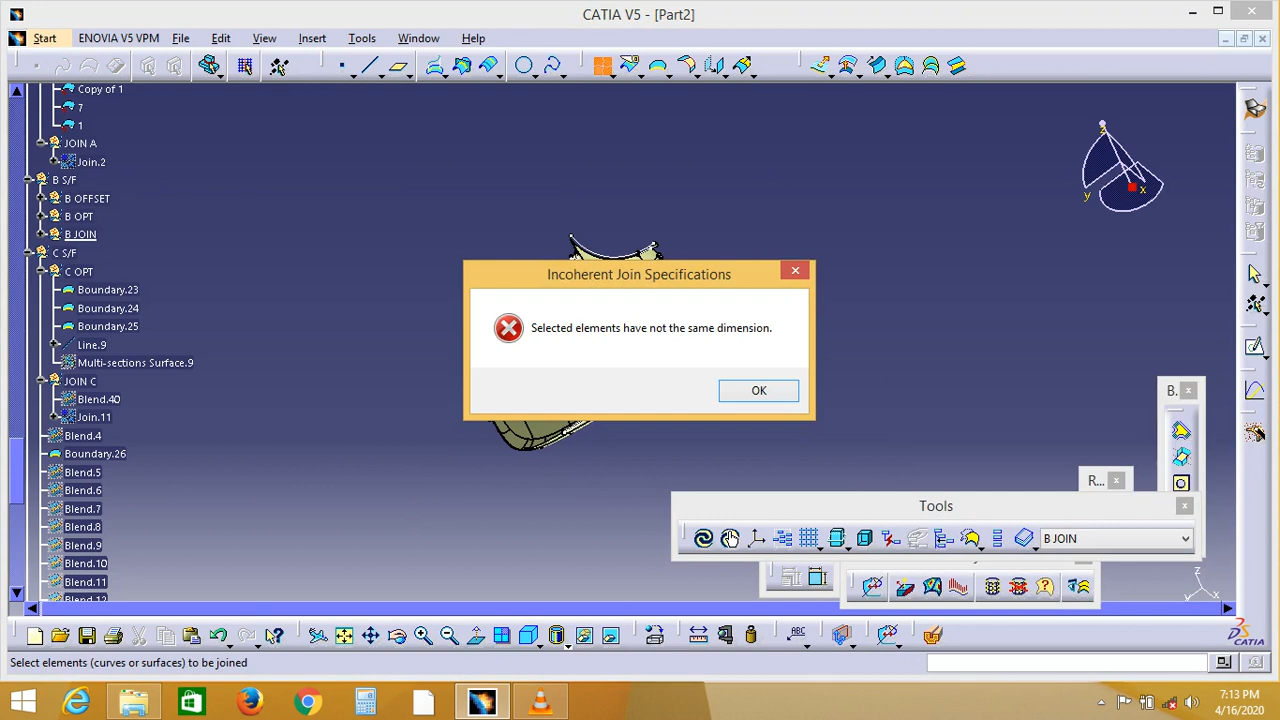 CATIA V5 - [Part2]
Start ENOVIA V5 VPM File Edit View Insert Tools Window Help
Copy of 1
7
1
JOIN A
Join.2
B S/F
B OFFSET
B OPT
B JOIN
C S/F
C OPT
Boundary.23
Boundary.24
Boundary.25
Line.9
Multi-sections Surface.9
JOIN C
Blend.40
Join.11
Blend.4
Boundary.26
Blend.5
Blend.6
Blend.7
Blend.8
Blend.9
Blend.10
Blend.11
Blend.12
z
y
x
Incoherent Join Specifications
Selected elements have not the same dimension.
OK
B.
R...
Tools
B JOIN
z
y x
ABC
CATIA
Select elements (curves or surfaces) to be joined
7:13 PM
4/16/2020